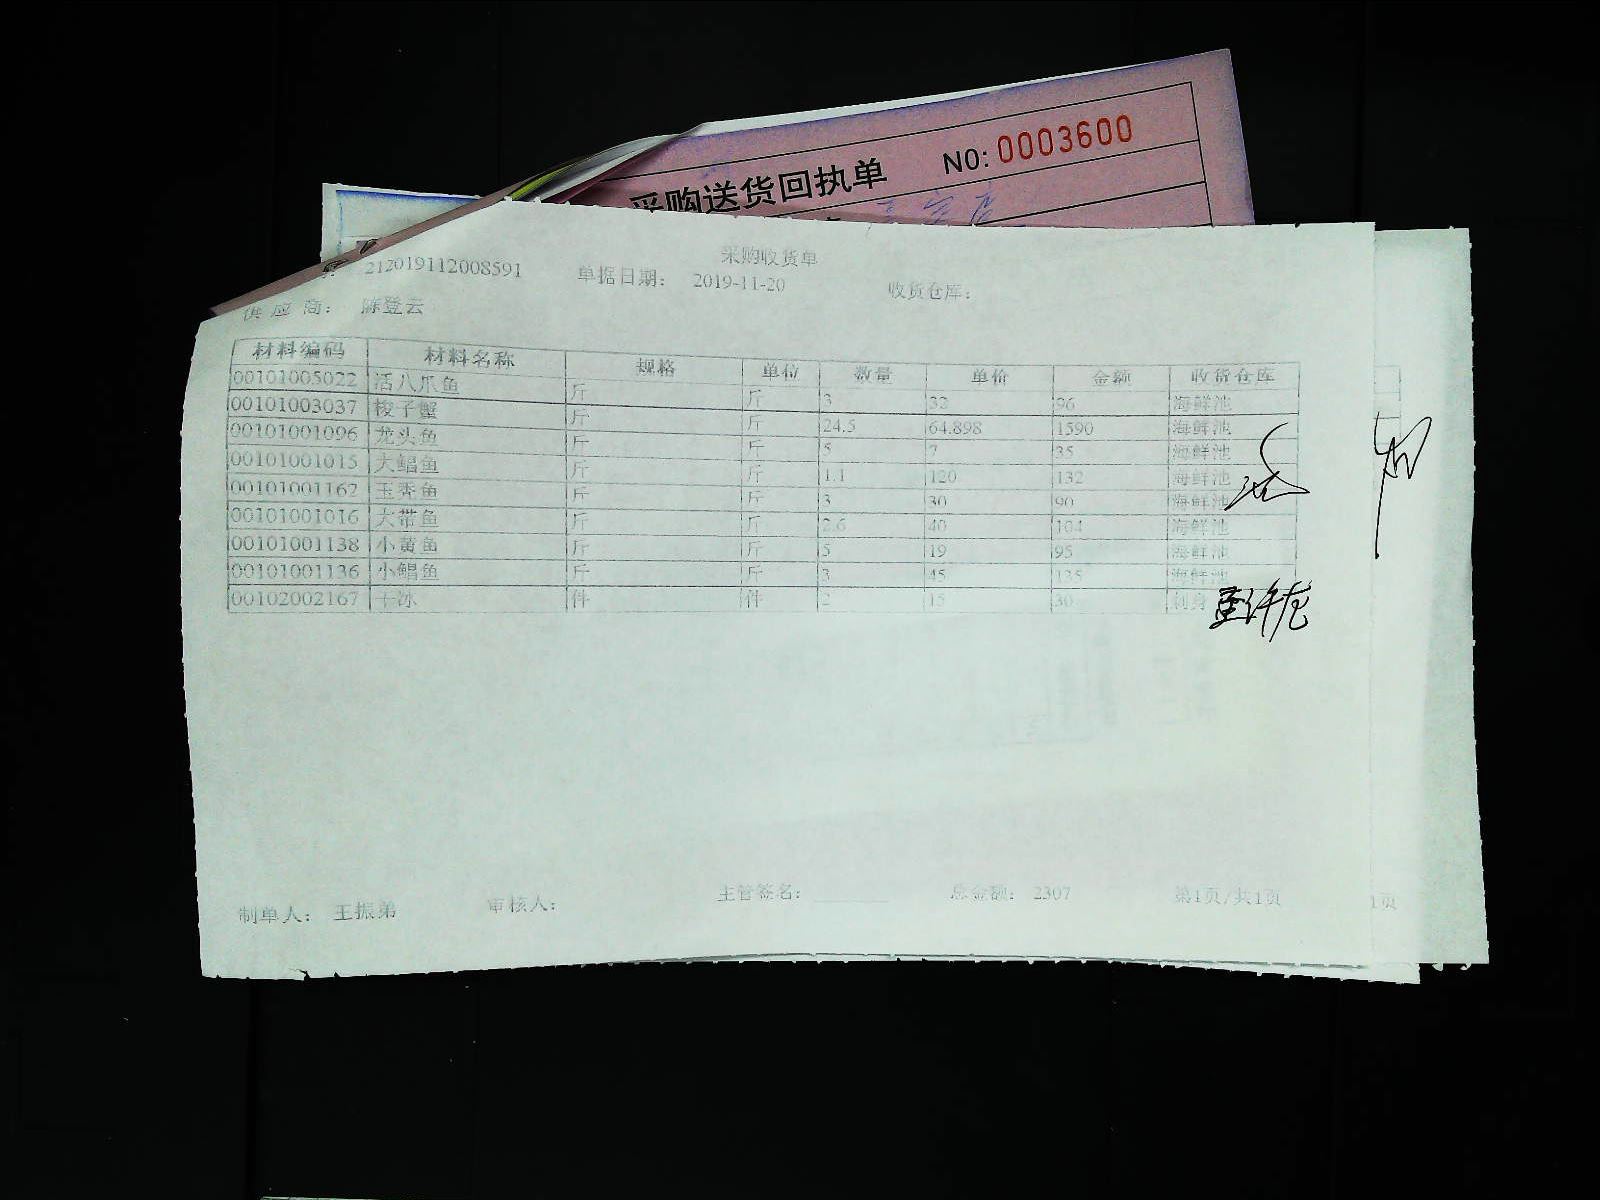 采购送货回执单 NO: 0003600
采购收货单
212019112008591 单据日期： 2019-11-20 收货仓库：
供 应 商： 陈登云
材料编码 材料名称 规格 单位 数量 单价 金额 收货仓库
00101005022 活八爪鱼 斤 斤 3 32 96 海鲜池
00101003037 梭子蟹 斤 斤 24.5 64.898 1590 海鲜池
00101001096 龙头鱼 斤 斤 5 7 35 海鲜池
00101001015 大鲳鱼 斤 斤 1.1 120 132 海鲜池
00101001162 玉秃鱼 斤 斤 3 30 90 海鲜池
00101001016 大带鱼 斤 斤 2.6 40 104 海鲜池
00101001138 小黄鱼 斤 斤 5 19 95 海鲜池
00101001136 小鲳鱼 斤 斤 3 45 135 海鲜池
00102002167 干冰 件 件 2 15 30 刺身
制单人： 王振弟 审核人： 主管签名： 总金额： 2307 第1页/共1页
1页